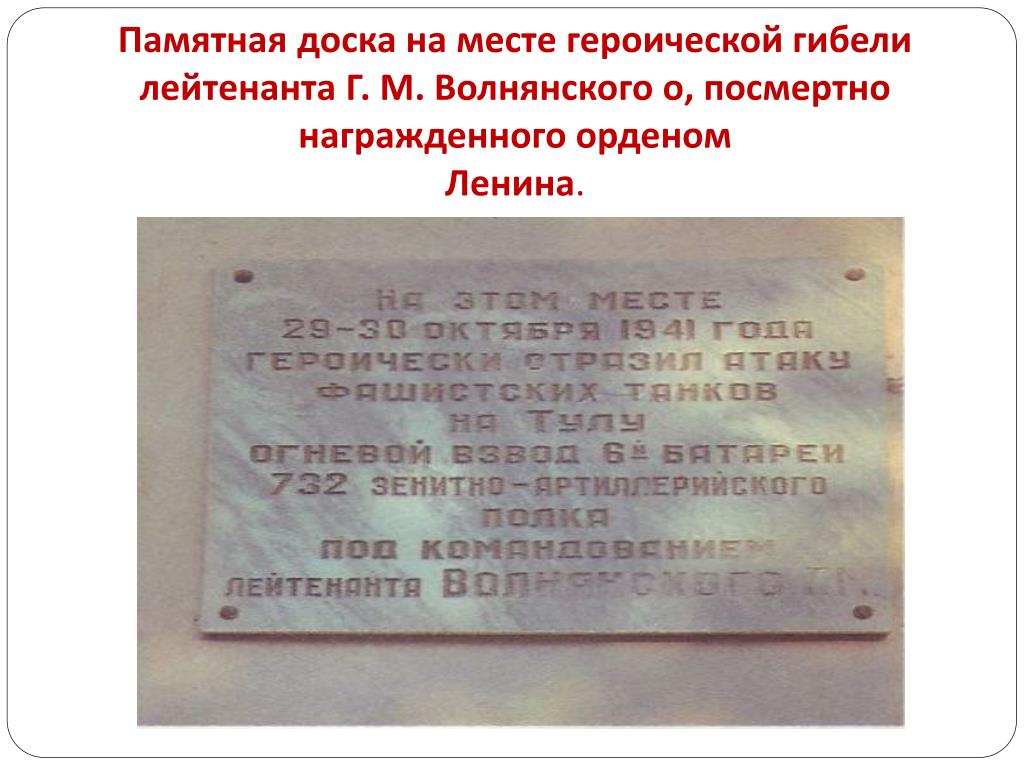 Памятная доска на месте героической гибели
лейтенанта Г. М. Волнянского о, посмертно
награжденного орденом
Ленина.
На этом месте
29-30 октября 1941 года
героически отразил атаку
фашистских танков
на Тулу
огневой взвод 6й батареи
732 зенитно-артиллерийского
полка
под командованием
лейтенанта Волнянского Г.М.